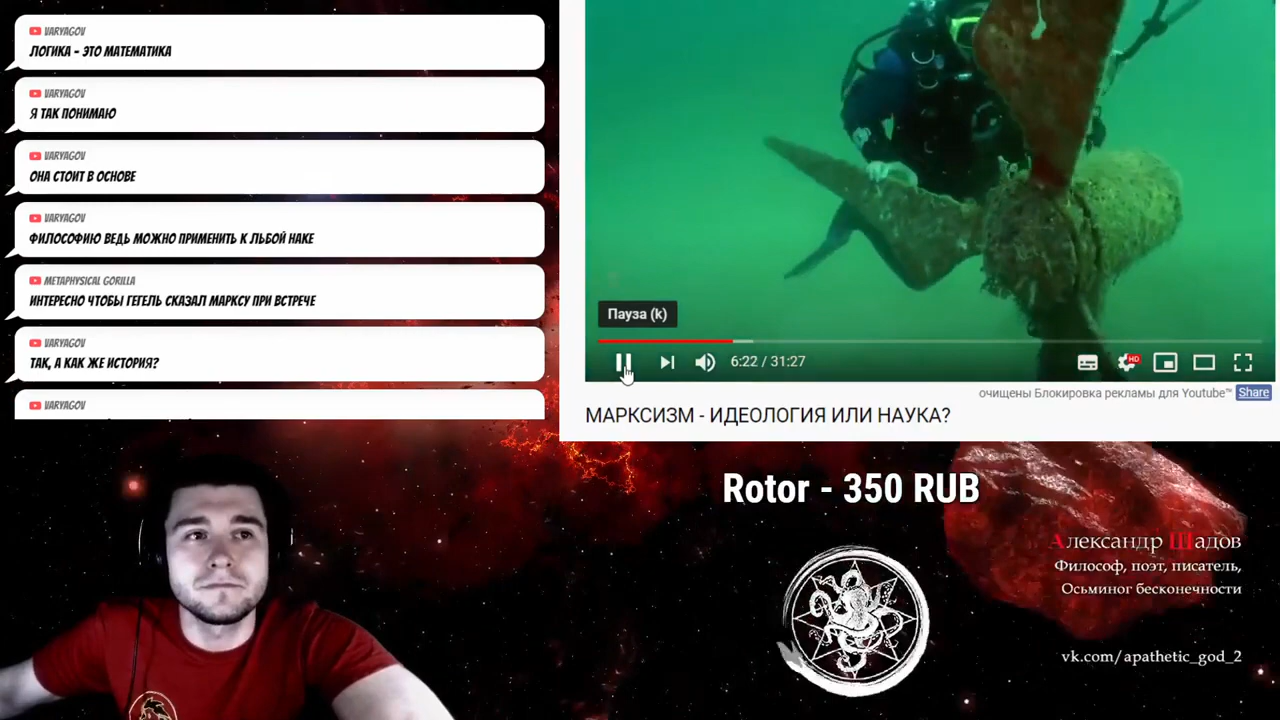 VARYAGOV
ЛОГИКА - ЭТО МАТЕМАТИКА
VARYAGOV
Я ТАК ПОНИМАЮ
VARYAGOV
ОНА СТОИТ В ОСНОВЕ
VARYAGOV
ФИЛОСОФИЮ ВЕДЬ МОЖНО ПРИМЕНИТЬ К ЛЬБОЙ НАКЕ
METAPHYSICAL GORILLA
ИНТЕРЕСНО ЧТОБЫ ГЕГЕЛЬ СКАЗАЛ МАРКСУ ПРИ ВСТРЕЧЕ
VARYAGOV
ТАК, А КАК ЖЕ ИСТОРИЯ?
VARYAGOV
Пауза (k)
6:22 / 31:27
HD
очищены Блокировка рекламы для Youtube™ Share
МАРКСИЗМ - ИДЕОЛОГИЯ ИЛИ НАУКА?
Rotor - 350 RUB
Александр Шадов
Философ, поэт, писатель,
Осьминог бесконечности
vk.com/apathetic_god_2